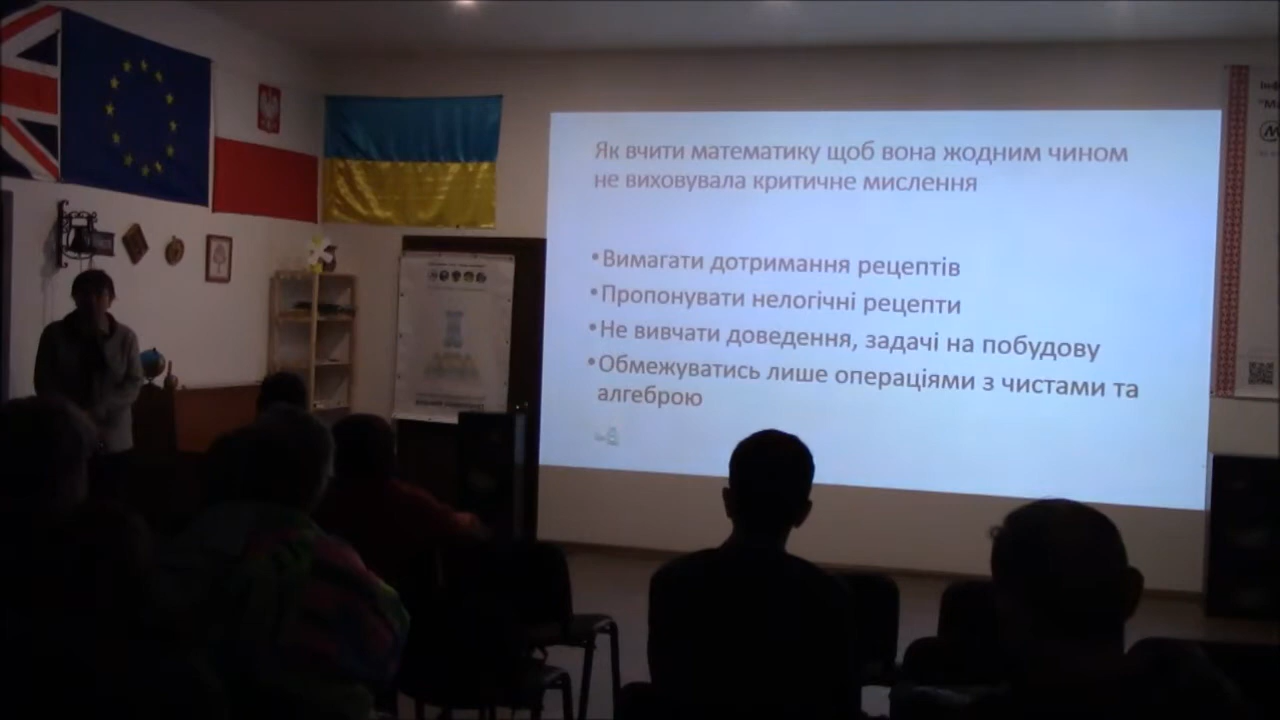 Як вчити математику щоб вона жодним чином
не виховувала критичне мислення
•Вимагати дотримання рецептів
•Пропонувати нелогічні рецепти
•Не вивчати доведення, задачі на побудову
•Обмежуватись лише операціями з чистами та
алгеброю